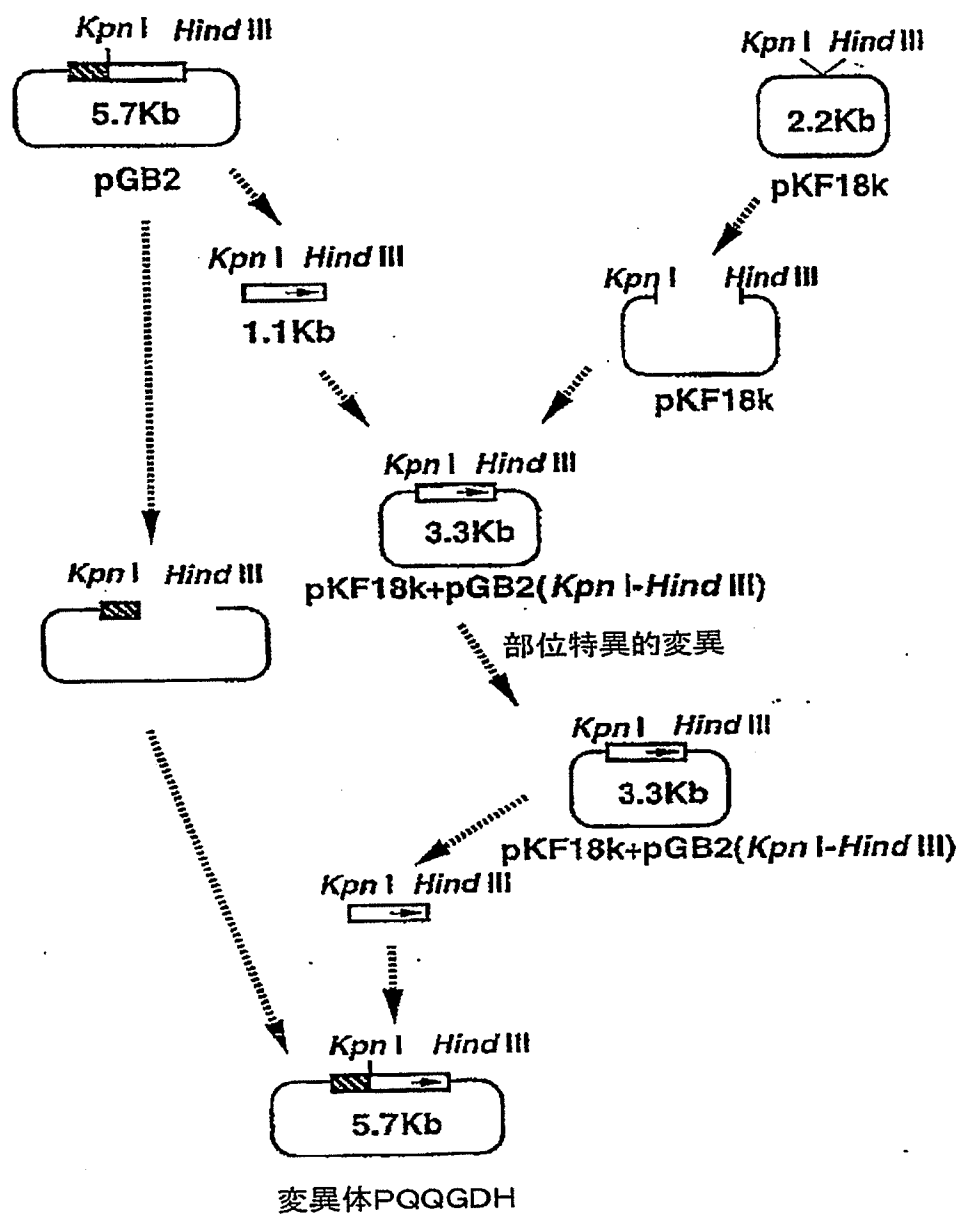 Kpn I Hind III
5.7Kb
pGB2
Kpn I Hind III
2.2Kb
pKF18k
Kpn I Hind III
1.1Kb
Kpn I Hind III
pKF18k
Kpn I Hind III
3.3Kb
pKF18k+pGB2(Kpn I-Hind III)
Kpn I Hind III
部位特異的変異
Kpn I Hind III
3.3Kb
pKF18k+pGB2(Kpn I-Hind III)
Kpn I Hind III
Kpn I Hind III
5.7Kb
変異体PQQGDH